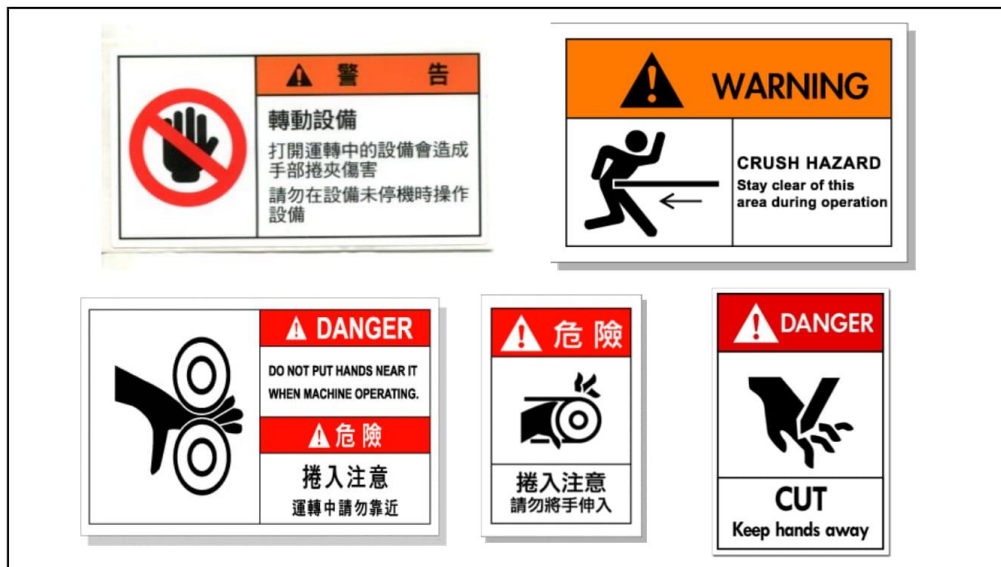 警 告
轉動設備
打開運轉中的設備會造成
手部捲夾傷害
請勿在設備未停機時操作
設備
WARNING
CRUSH HAZARD
Stay clear of this
area during operation
DANGER
DO NOT PUT HANDS NEAR IT
WHEN MACHINE OPERATING.
危險
捲入注意
運轉中請勿靠近
危險
捲入注意
請勿將手伸入
DANGER
CUT
Keep hands away